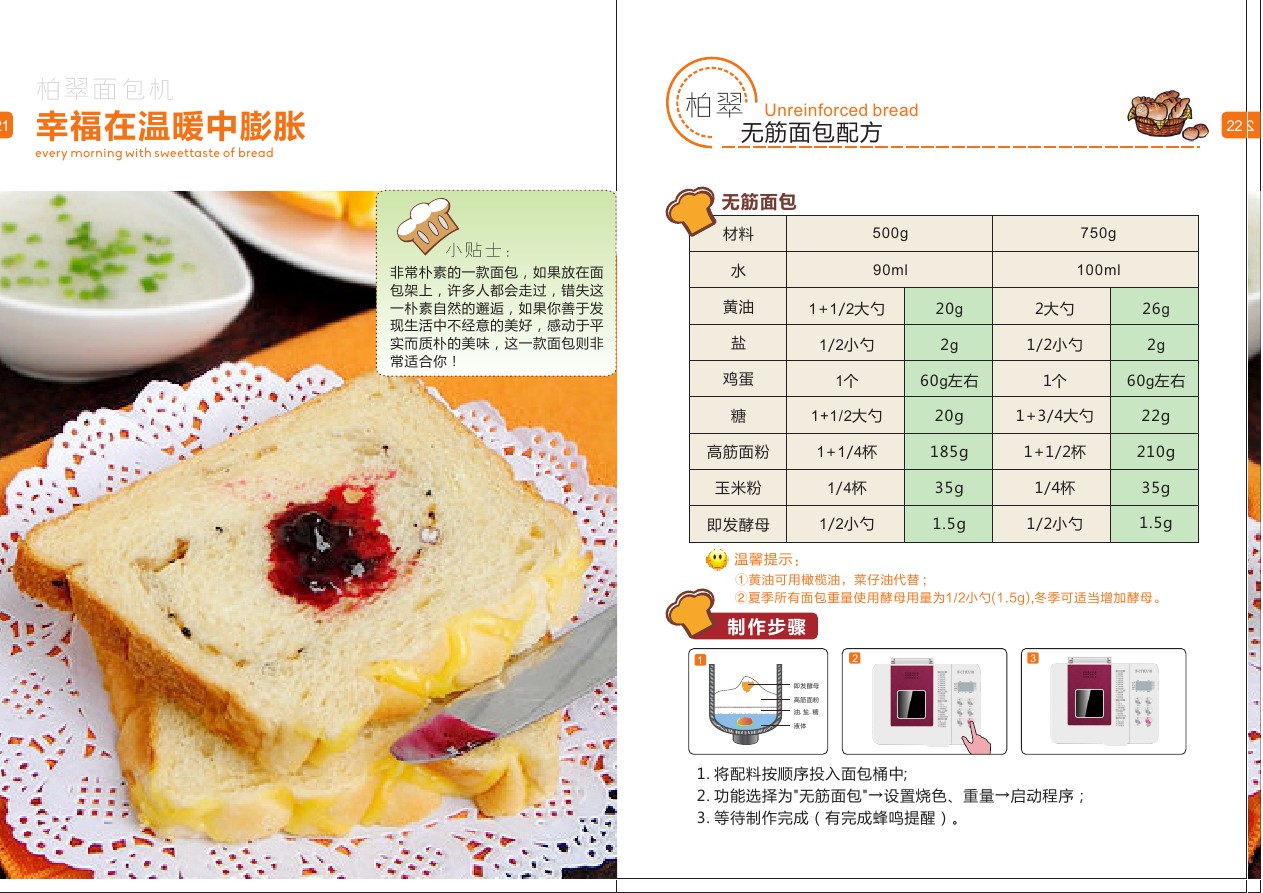 柏翠面包机
21
幸福在温暖中膨胀
every morning with sweettaste of bread
小贴士：
非常朴素的一款面包，如果放在面
包架上，许多人都会走过，错失这
一朴素自然的邂逅，如果你善于发
现生活中不经意的美好，感动于平
实而质朴的美味，这一款面包则非
常适合你！
柏翠
Unreinforced bread
无筋面包配方
22
无筋面包
材料 500g 750g
水 90ml 100ml
黄油 1+1/2大勺 20g 2大勺 26g
盐 1/2小勺 2g 1/2小勺 2g
鸡蛋 1个 60g左右 1个 60g左右
糖 1+1/2大勺 20g 1+3/4大勺 22g
高筋面粉 1+1/4杯 185g 1+1/2杯 210g
玉米粉 1/4杯 35g 1/4杯 35g
即发酵母 1/2小勺 1.5g 1/2小勺 1.5g
温馨提示：
①黄油可用橄榄油，菜仔油代替；
②夏季所有面包重量使用酵母用量为1/2小勺(1.5g),冬季可适当增加酵母。
制作步骤
1
即发酵母
高筋面粉
油. 盐. 糖
液体
2
3
1. 将配料按顺序投入面包桶中;
2. 功能选择为"无筋面包"→设置烧色、重量→启动程序；
3. 等待制作完成（有完成蜂鸣提醒）。